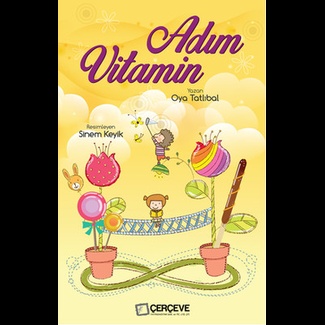 Adım
Vitamin
Yazan
Oya Tatlıbal
Resimleyen
Sinem Keyik
ÇERÇEVE